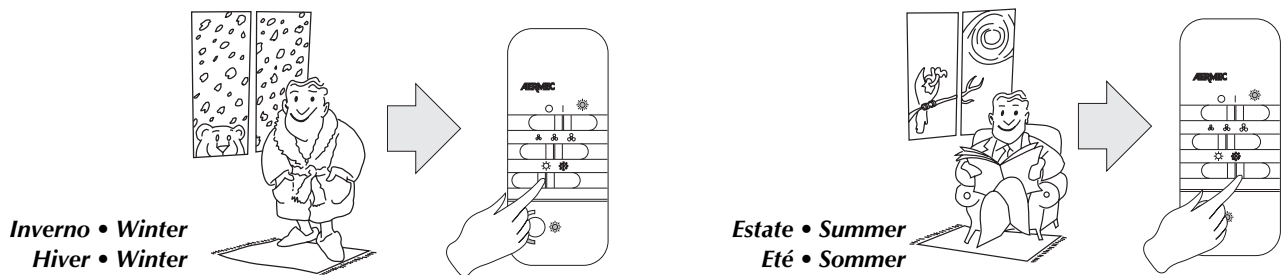 AERMEC
Inverno • Winter
Hiver • Winter
AERMEC
Estate • Summer
Eté • Sommer